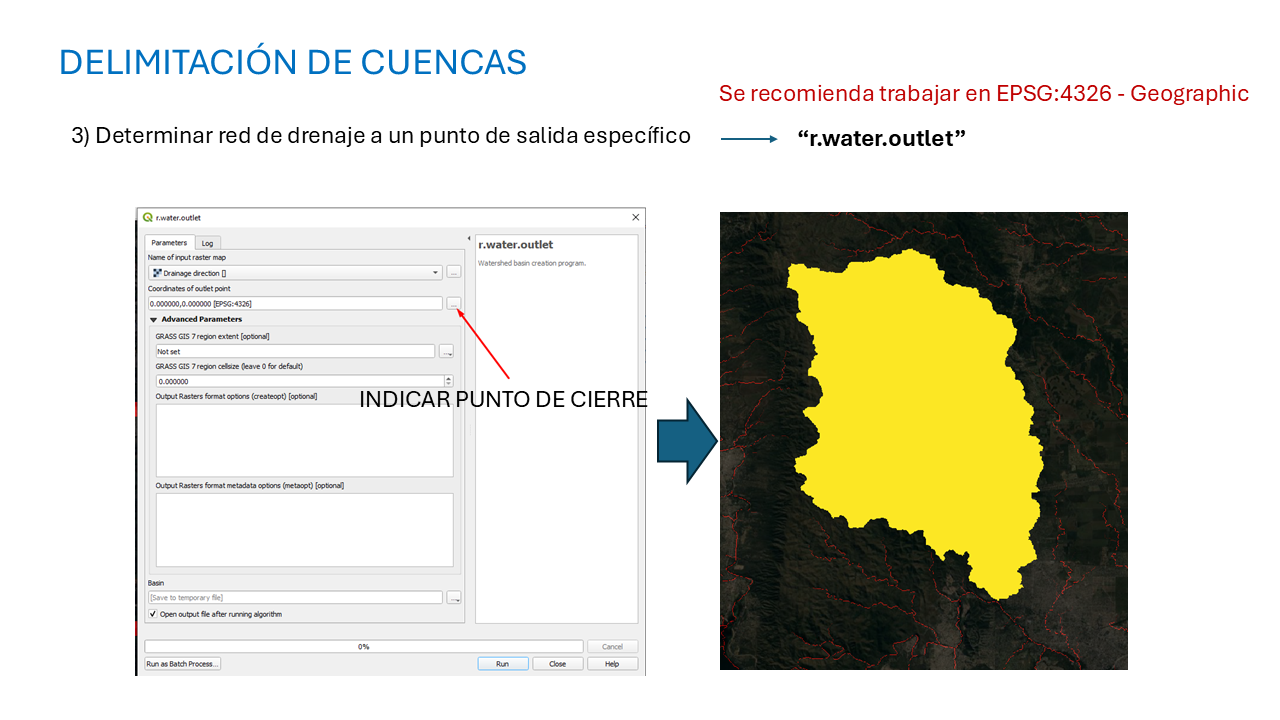 DELIMITACIÓN DE CUENCAS
Se recomienda trabajar en EPSG:4326 - Geographic
3) Determinar red de drenaje a un punto de salida específico
“r.water.outlet”
r.water.outlet
Parameters
Log
Name of input raster map
Drainage direction []
...
Coordinates of outlet point
0.000000,0.000000 [EPSG:4326]
...
Advanced Parameters
GRASS GIS 7 region extent [optional]
Not set
...
GRASS GIS 7 region cellsize (leave 0 for default)
0.000000
Output Rasters format options (createopt) [optional]
INDICAR PUNTO DE CIERRE
Output Rasters format metadata options (metaopt) [optional]
Basin
[Save to temporary file]
...
Open output file after running algorithm
0%
Cancel
Run as Batch Process...
Run
Close
Help
r.water.outlet
Watershed basin creation program.